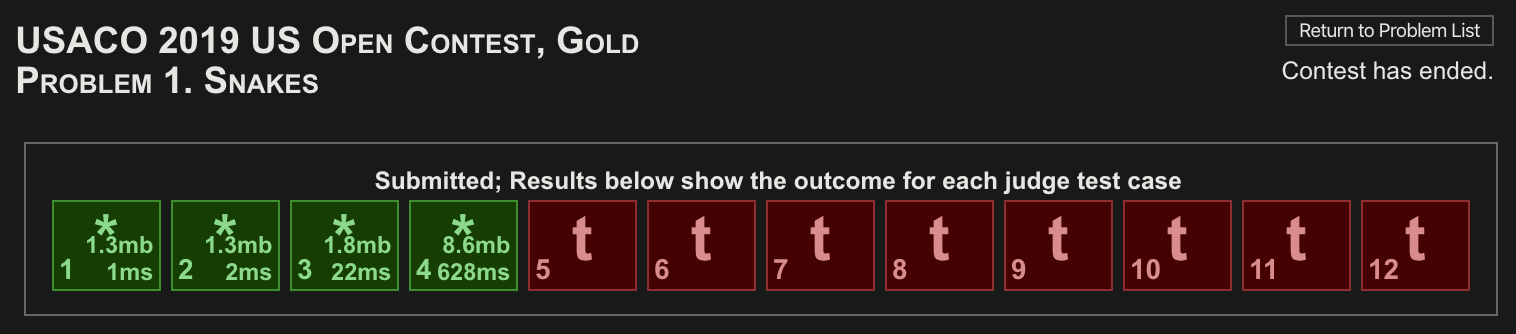 USACO 2019 US Open Contest, Gold
Problem 1. Snakes
Return to Problem List
Contest has ended.
Submitted; Results below show the outcome for each judge test case
* 1.3mb 1 1ms
* 1.3mb 2 2ms
* 1.8mb 3 22ms
* 8.6mb 4 628ms
t 5
t 6
t 7
t 8
t 9
t 10
t 11
t 12